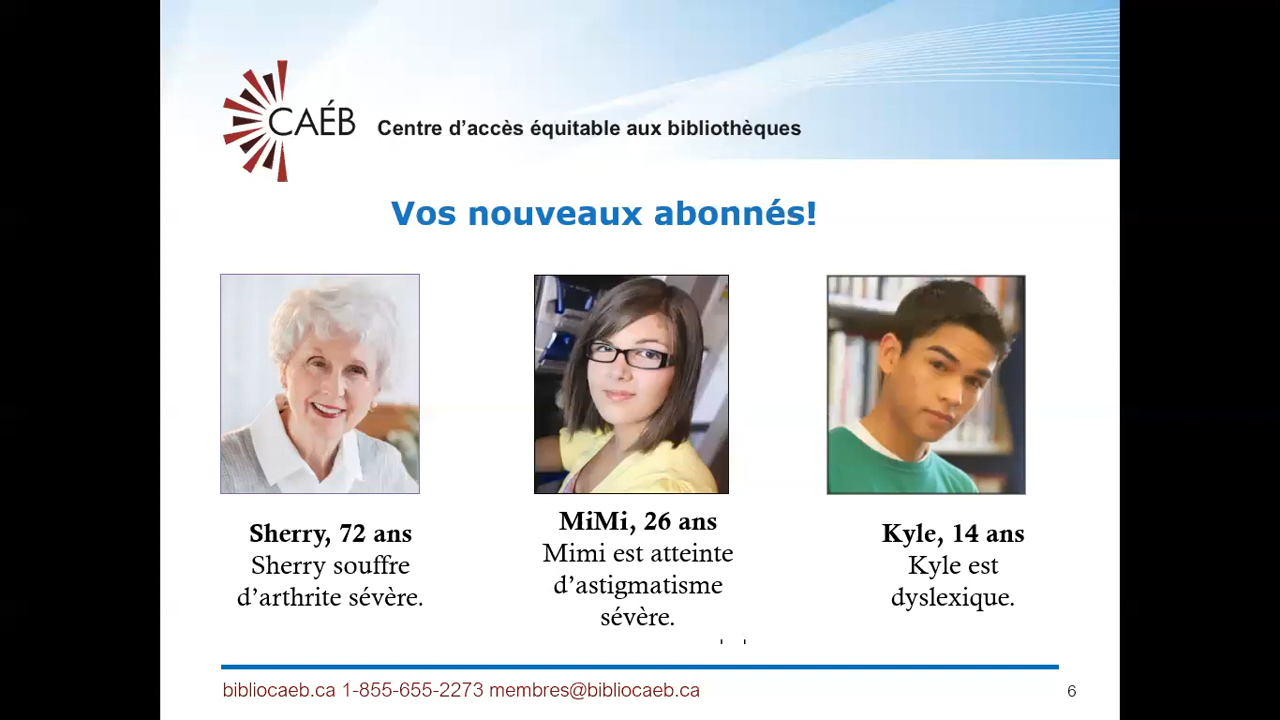 CAÉB
Centre d’accès équitable aux bibliothèques
Vos nouveaux abonnés!
Sherry, 72 ans
Sherry souffre
d’arthrite sévère.
MiMi, 26 ans
Mimi est atteinte
d’astigmatisme
sévère.
Kyle, 14 ans
Kyle est
dyslexique.
bibliocaeb.ca 1-855-655-2273 membres@bibliocaeb.ca
6